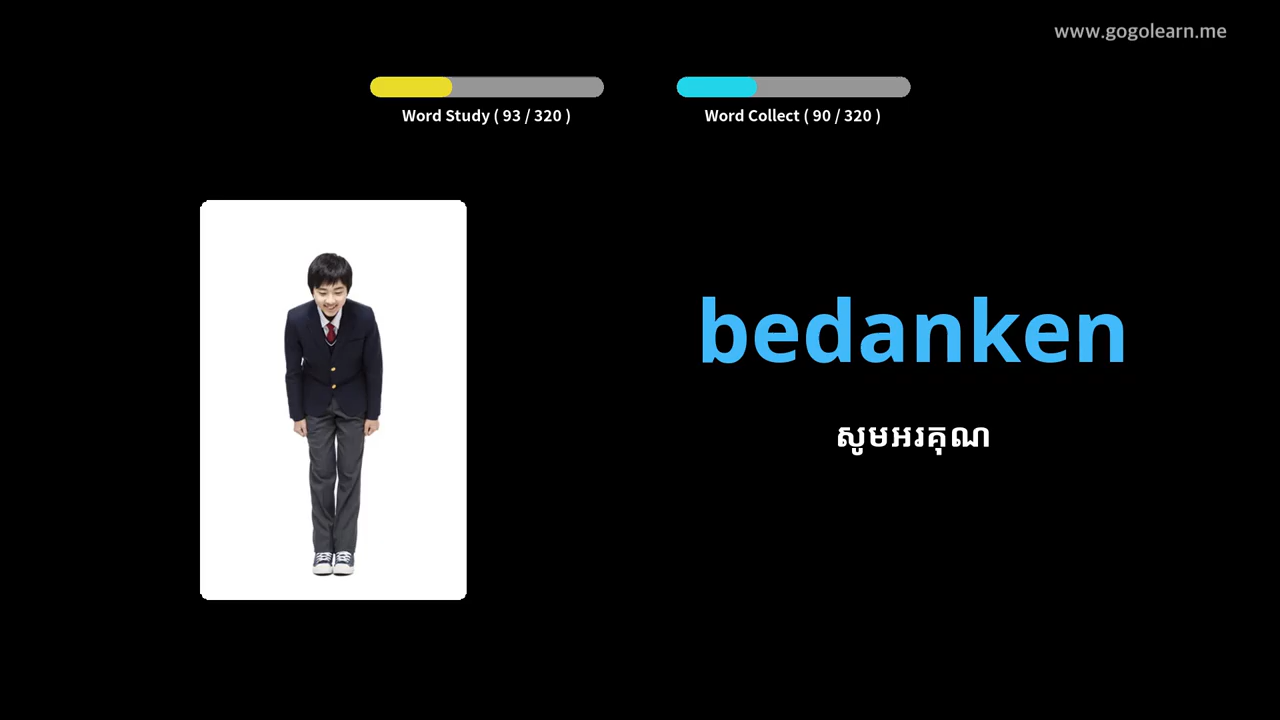 www.gogolearn.me
Word Study ( 93 / 320 )
Word Collect ( 90 / 320 )
bedanken
សូមអរគុណ